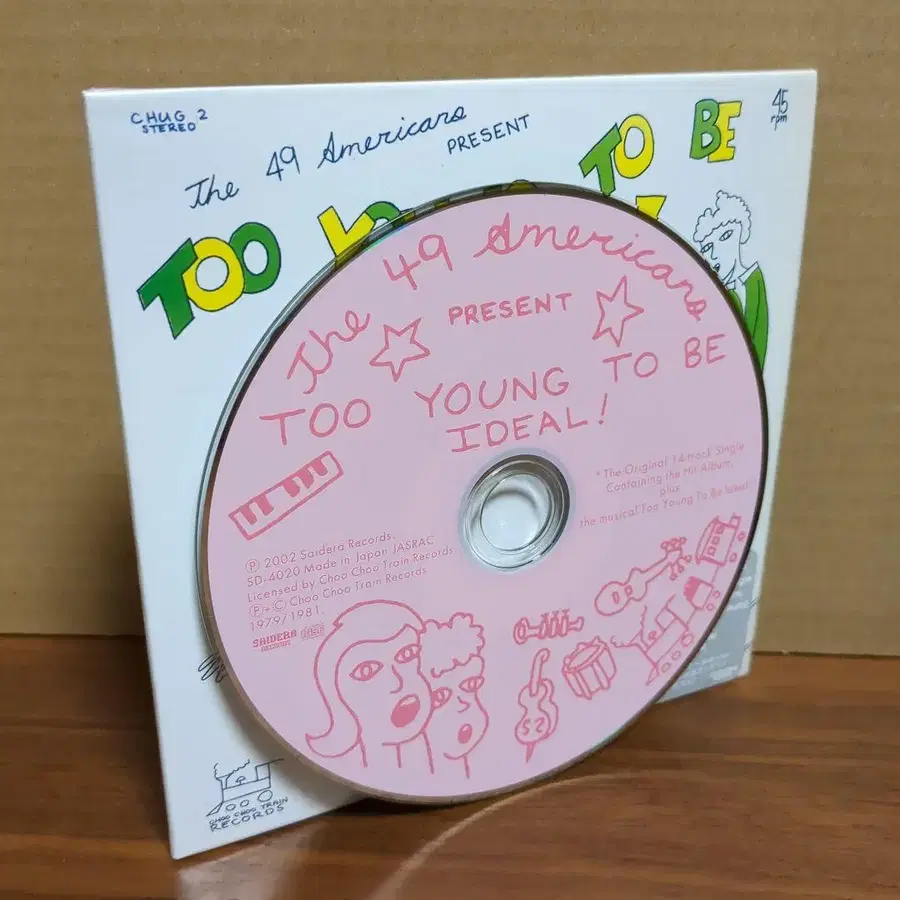 CHUG 2
STEREO
The 49 Americans
PRESENT
45
rpm
TOO TO BE
The 49 Americans
PRESENT
TOO YOUNG TO BE
IDEAL!
* The Original 14-track Single
Containing the Hit Album,
plus
the musical Too Young To Be Ideal!
℗ 2002 Saidera Records.
SD-4020 Made in Japan JASRAC
Licensed by Choo Choo Train Records
℗+© Choo Choo Train Records
1979/1981.
SAIDERA
RECORDS
CHOO CHOO TRAIN
RECORDS